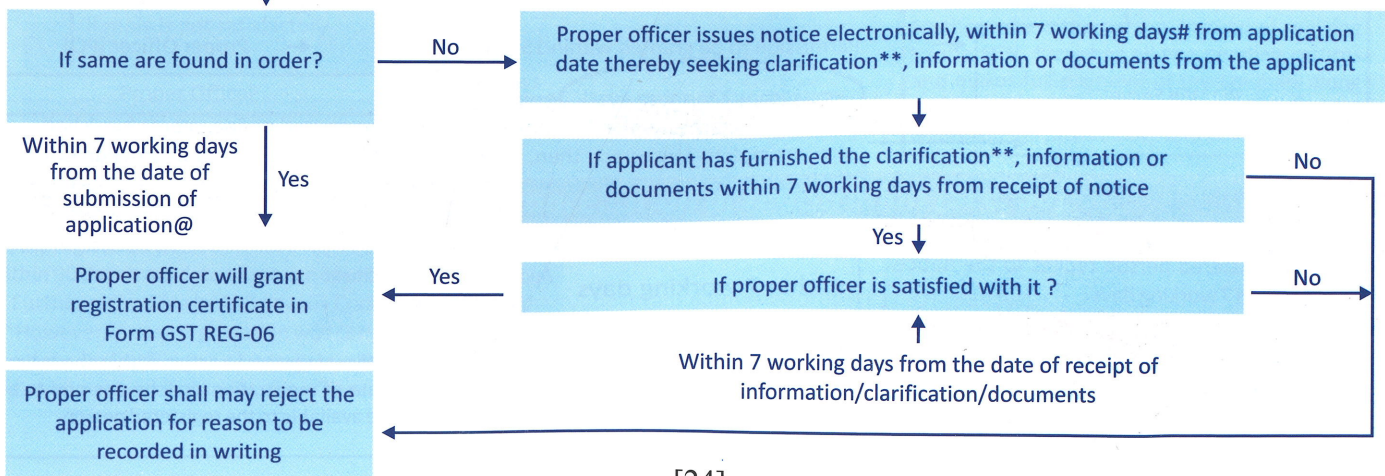 If same are found in order?
No
Proper officer issues notice electronically, within 7 working days# from application
date thereby seeking clarification**, information or documents from the applicant
Within 7 working days
from the date of
submission of
application@
Yes
If applicant has furnished the clarification**, information or
documents within 7 working days from receipt of notice
No
Yes
Proper officer will grant
registration certificate in
Form GST REG-06
Yes
If proper officer is satisfied with it ?
No
Within 7 working days from the date of receipt of
information/clarification/documents
Proper officer shall may reject the
application for reason to be
recorded in writing